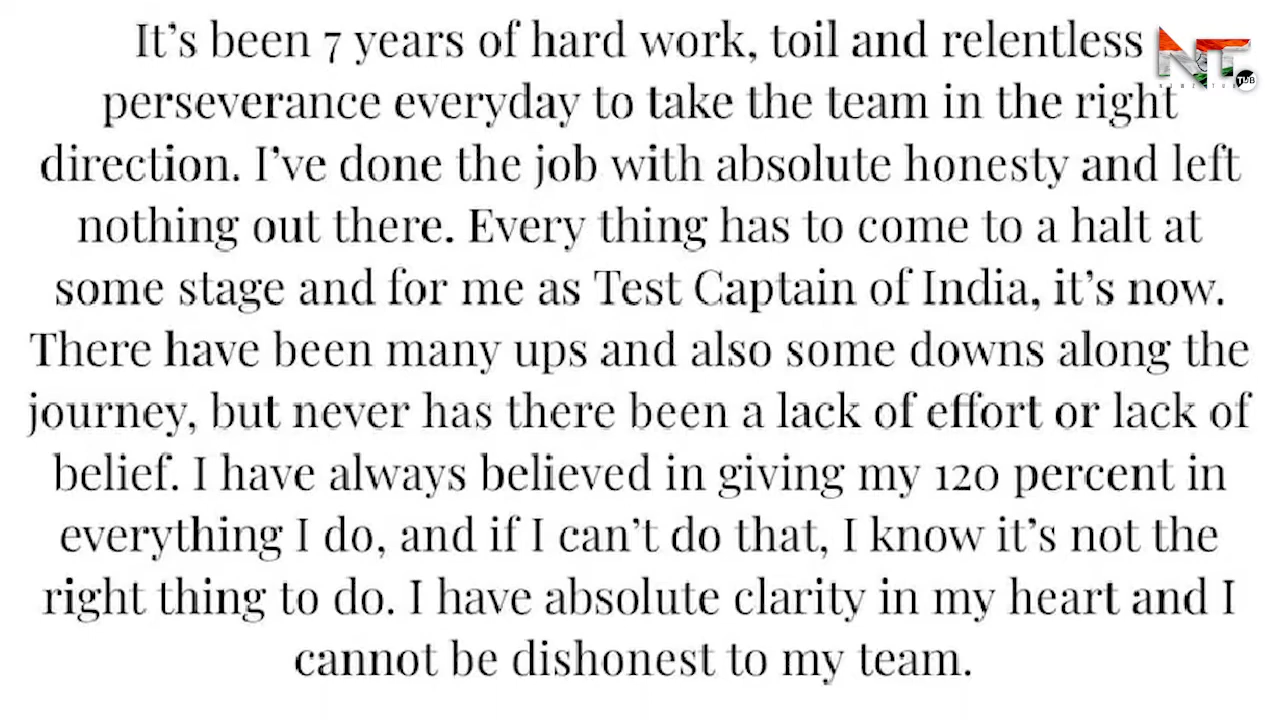 It's been 7 years of hard work, toil and relentless
perseverance everyday to take the team in the right
direction. I've done the job with absolute honesty and left
nothing out there. Every thing has to come to a halt at
some stage and for me as Test Captain of India, it's now.
There have been many ups and also some downs along the
journey, but never has there been a lack of effort or lack of
belief. I have always believed in giving my 120 percent in
everything I do, and if I can't do that, I know it's not the
right thing to do. I have absolute clarity in my heart and I
cannot be dishonest to my team.
NT
TUB